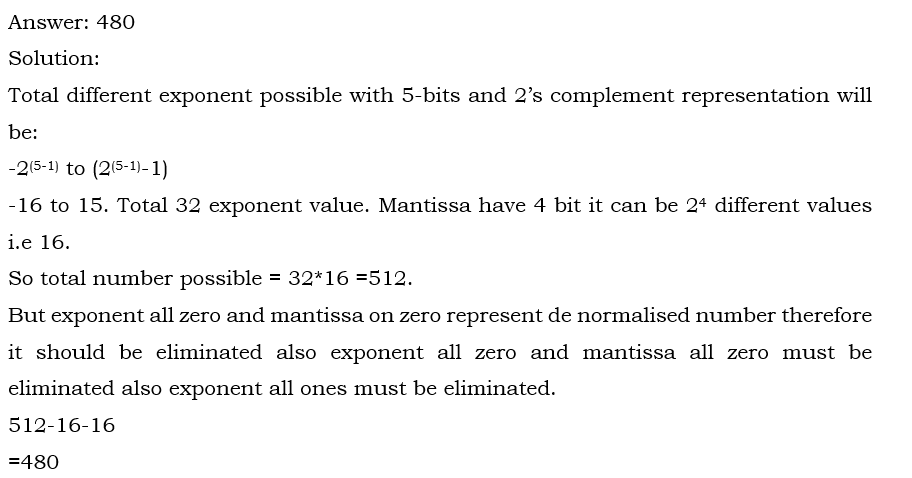 Answer: 480
Solution:
Total different exponent possible with 5-bits and 2’s complement representation will
be:
-2⁽⁵⁻¹⁾ to (2⁽⁵⁻¹⁾-1)
-16 to 15. Total 32 exponent value. Mantissa have 4 bit it can be 2⁴ different values
i.e 16.
So total number possible = 32*16 =512.
But exponent all zero and mantissa on zero represent de normalised number therefore
it should be eliminated also exponent all zero and mantissa all zero must be
eliminated also exponent all ones must be eliminated.
512-16-16
=480